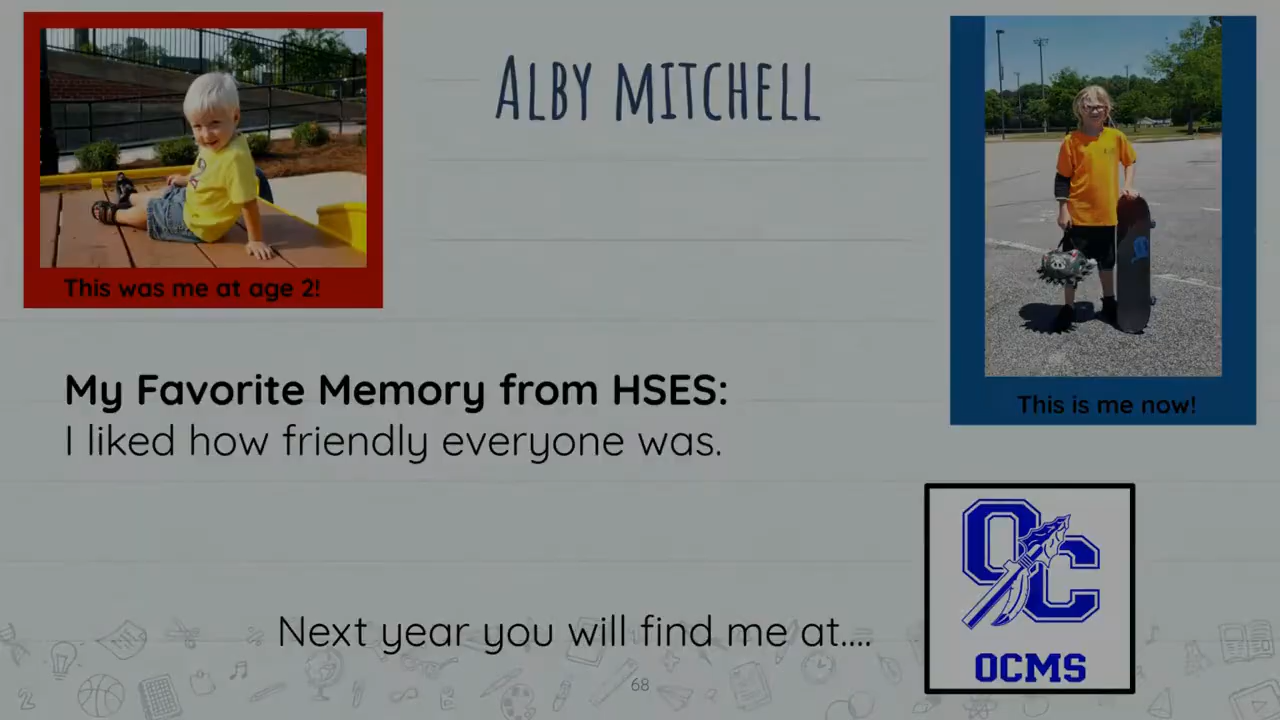 ALBY MITCHELL
This was me at age 2!
This is me now!
My Favorite Memory from HSES:
I liked how friendly everyone was.
Next year you will find me at....
OC
OCMS
68